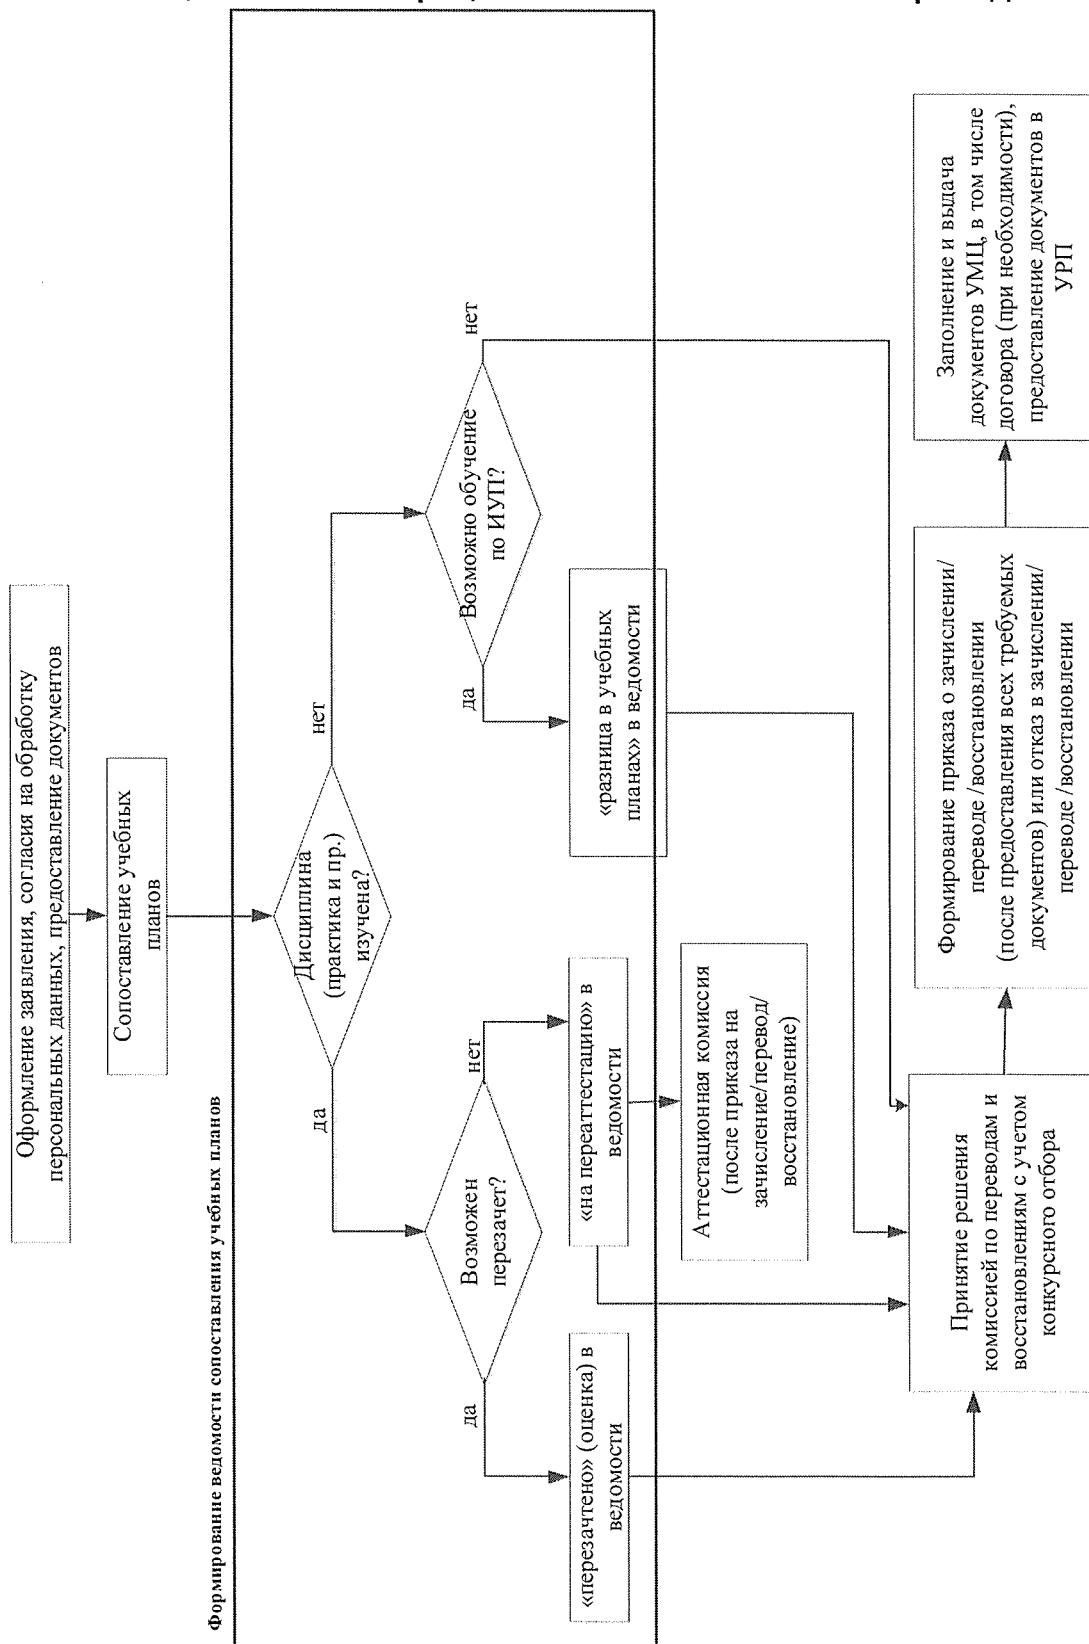 Оформление заявления, согласия на обработку
персональных данных, предоставление документов
Сопоставление учебных
планов
Формирование ведомости сопоставления учебных планов
Дисциплина
(практика и пр.)
изучена?
да
нет
Возможен
перезачет?
да
нет
Возможно обучение
по ИУП?
да
нет
«перезачтено» (оценка) в
ведомости
«на переаттестацию» в
ведомости
«разница в учебных
планах» в ведомости
Аттестационная комиссия
(после приказа на
зачисление/перевод/
восстановление)
Принятие решения
комиссией по переводам и
восстановлениям с учетом
конкурсного отбора
Формирование приказа о зачислении/
переводе /восстановлении
(после предоставления всех требуемых
документов) или отказ в зачислении/
переводе /восстановлении
Заполнение и выдача
документов УМЦ, в том числе
договора (при необходимости),
предоставление документов в
УРП